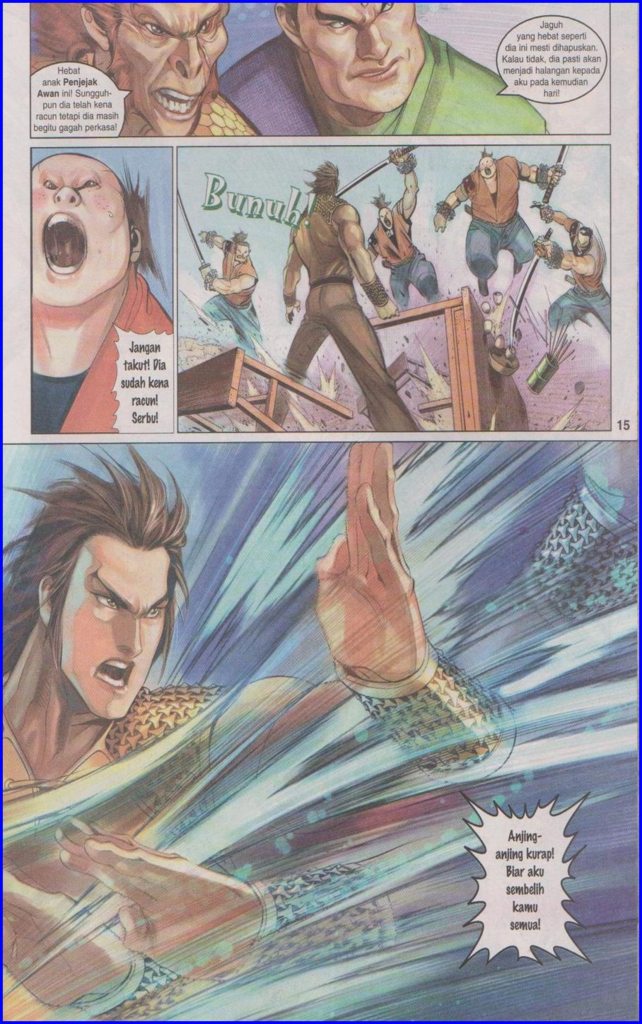 Hebat
anak Penjejak
Awan ini! Sungguh-
pun dia telah kena
racun tetapi dia masih
begitu gagah perkasa!
Jaguh
yang hebat seperti
dia ini mesti dihapuskan.
Kalau tidak, dia pasti akan
menjadi halangan kepada
aku pada kemudian
hari!
Jangan
takut! Dia
sudah kena
racun!
Serbu!
Bunuh!
15
Anjing-
anjing kurap!
Biar aku
sembelih
kamu
semua!